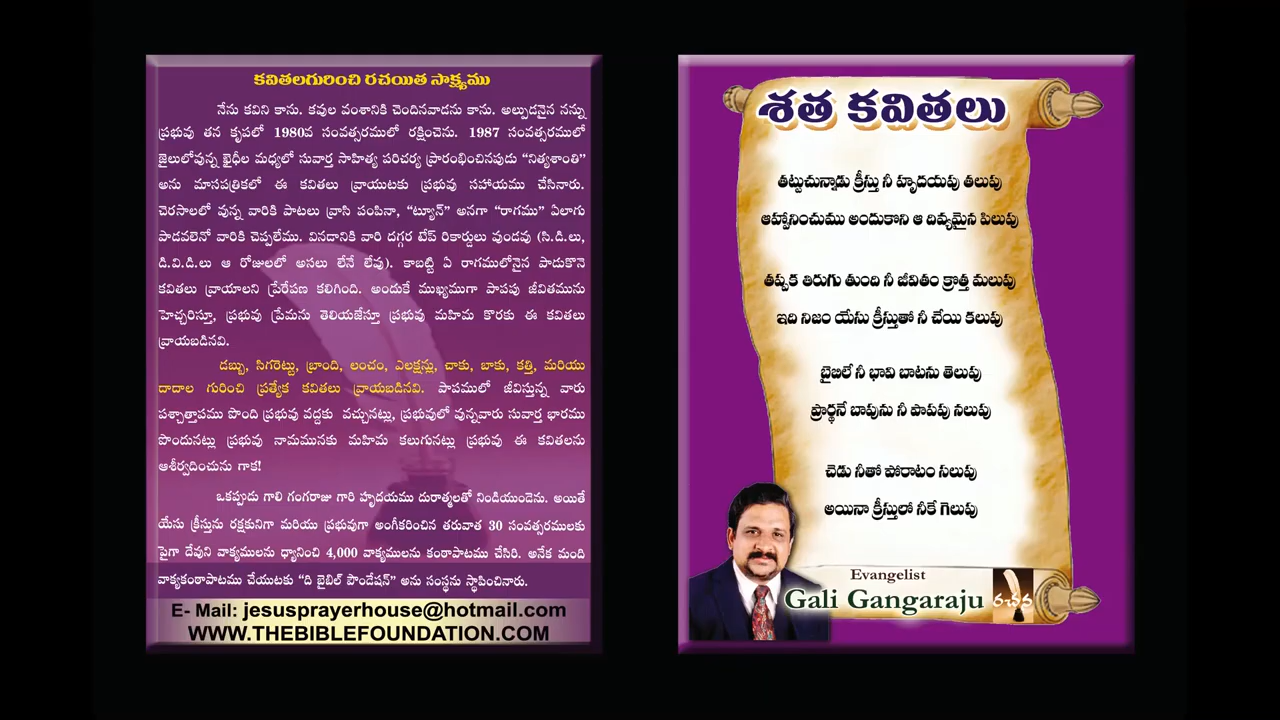 కవితలగురించి రచయిత సాక్ష్యము
నేను కవిని కాను. కవుల వంశానికి చెందినవాడను కాను. అల్పుడనైన నన్ను
ప్రభువు తన కృపలో 1980వ సంవత్సరములో రక్షించెను. 1987 సంవత్సరములో
జైలులోవున్న ఖైధీల మధ్యలో సువార్త సాహిత్య పరిచర్య ప్రారంభించినపుడు “నిత్యశాంతి”
అను మాసపత్రికలో ఈ కవితలు వ్రాయుటకు ప్రభువు సహాయము చేసినారు.
చెరసాలలో వున్న వారికి పాటలు వ్రాసి పంపినా, “ట్యూన్” అనగా “రాగము” ఏలాగు
పాడవలెనో వారికి చెప్పలేము. వినడానికి వారి దగ్గర టేప్ రికార్డులు వుండవు (సి.డి.లు,
డి.వి.డి.లు ఆ రోజులలో అసలు లేనే లేవు). కాబట్టి ఏ రాగములోనైన పాడుకొనె
కవితలు వ్రాయాలని ప్రేరేపణ కలిగింది. అందుకే ముఖ్యముగా పాపపు జీవితమును
హెచ్చరిస్తూ, ప్రభువు ప్రేమను తెలియజేస్తూ ప్రభువు మహిమ కొరకు ఈ కవితలు
వ్రాయబడినవి.
డబ్బు, సిగరెట్టు, బ్రాంది, లంచం, ఎలక్షన్లు, చాకు, బాకు, కత్తి, మరియు
దాదాల గురించి ప్రత్యేక కవితలు వ్రాయబడినవి. పాపములో జీవిస్తున్న వారు
పశ్చాత్తాపము పొంది ప్రభువు వద్దకు వచ్చునట్లు, ప్రభువులో వున్నవారు సువార్త భారము
పొందునట్లు ప్రభువు నామమునకు మహిమ కలుగునట్లు ప్రభువు ఈ కవితలను
ఆశీర్వదించును గాక!
ఒకప్పుడు గాలి గంగరాజు గారి హృదయము దురాత్మలతో నిండియుండెను. అయితే
యేసు క్రీస్తును రక్షకునిగా మరియు ప్రభువుగా అంగీకరించిన తరువాత 30 సంవత్సరములకు
పైగా దేవుని వాక్యములను ధ్యానించి 4,000 వాక్యములను కంఠాపాటము చేసిరి. అనేక మంది
వాక్యకంఠాపాటము చేయుటకు “ది బైబిల్ ఫౌండేషన్” అను సంస్థను స్థాపించినారు.
E- Mail: jesusprayerhouse@hotmail.com
WWW.THEBIBLEFOUNDATION.COM
శత కవితలు
తట్టుచున్నాడు క్రీస్తు నీ హృదయపు తలుపు
ఆహ్వానించుము అందుకొని ఆ దివ్యమైన పిలుపు
తప్పక తిరుగు తుంది నీ జీవితం క్రొత్త మలుపు
ఇది నిజం యేసు క్రీస్తుతో నీ చేయి కలుపు
బైబిలే నీ భావి బాటను తెలుపు
ప్రార్థనే బాపును నీ పాపపు నలుపు
చెడు నీతో పోరాటం సలుపు
అయినా క్రీస్తులో నీకే గెలుపు
Evangelist
Gali Gangaraju
రచన